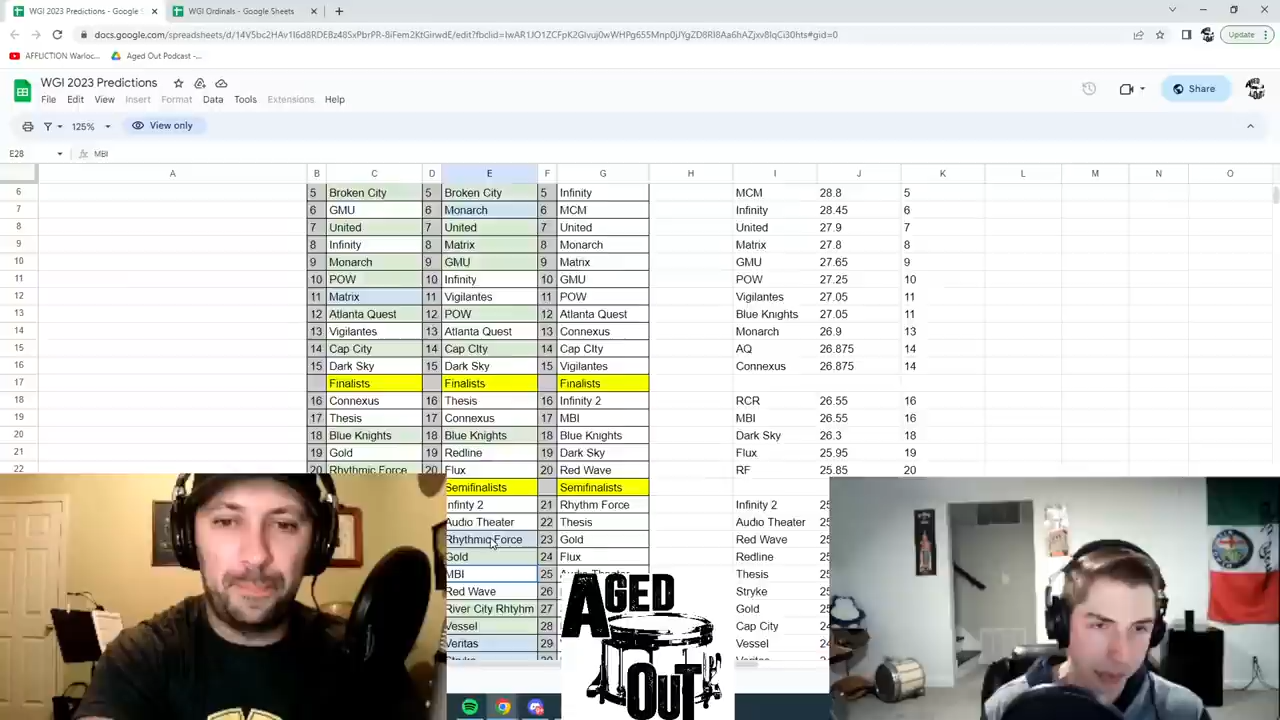 WGI 2023 Predictions - Google S
WGI Ordinals - Google Sheets
docs.google.com/spreadsheets/d/
Update
AFFLICTION Warloc...
Aged Out Podcast -...
WGI 2023 Predictions
File Edit View Insert Format Data Tools Extensions Help
Share
125% View only
E28 MBI
A B C D E F G H I J K L M N O
6 5 Broken City 5 Broken City 5 Infinity MCM 28.8 5
7 6 GMU 6 Monarch 6 MCM Infinity 28.45 6
8 7 United 7 United 7 United United 27.9 7
9 8 Infinity 8 Matrix 8 Monarch Matrix 27.8 8
10 9 Monarch 9 GMU 9 Matrix GMU 27.65 9
11 10 POW 10 Infinity 10 GMU POW 27.25 10
12 11 Matrix 11 Vigilantes 11 POW Vigilantes 27.05 11
13 12 Atlanta Quest 12 POW 12 Atlanta Quest Blue Knights 27.05 11
14 13 Vigilantes 13 Atlanta Quest 13 Connexus Monarch 26.9 13
15 14 Cap City 14 Cap CIty 14 Cap CIty AQ 26.875 14
16 15 Dark Sky 15 Dark Sky 15 Vigilantes Connexus 26.875 14
17 Finalists Finalists Finalists
18 16 Connexus 16 Thesis 16 Infinity 2 RCR 26.55 16
19 17 Thesis 17 Connexus 17 MBI MBI 26.55 16
20 18 Blue Knights 18 Blue Knights 18 Blue Knights Dark Sky 26.3 18
21 19 Gold 19 Redline 19 Dark Sky Flux 25.95 19
22 20 Rhythmic Force 20 Flux 20 Red Wave RF 25.85 20
Semifinalists Semifinalists
Infinty 2 21 Rhythm Force Infinity 2
Audio Theater 22 Thesis Audio Theater
Rhythmic Force 23 Gold Red Wave
Gold 24 Flux Redline
MBI 25 Thesis
Red Wave 26 Stryke
River City Rhtyhm 27 Gold
Vessel 28 Cap City
Veritas 29 Vessel
AGED
OUT